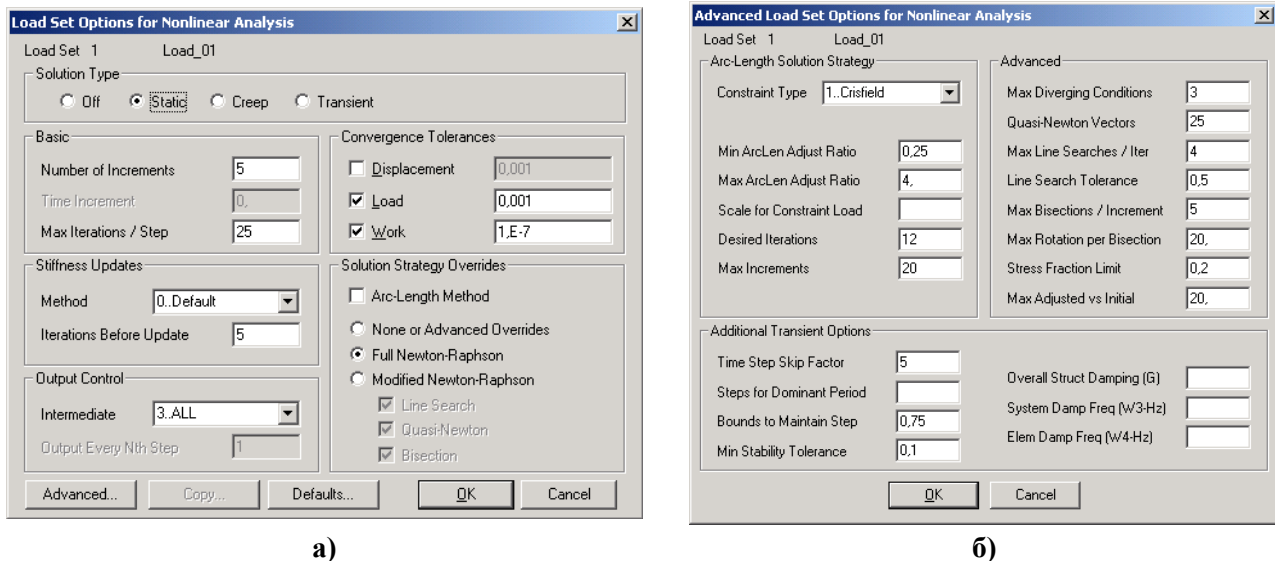 Load Set Options for Nonlinear Analysis
Load Set 1 Load_01
Solution Type
Off Static Creep Transient
Basic
Number of Increments 5
Time Increment 0,
Max Iterations / Step 25
Convergence Tolerances
Displacement 0,001
Load 0,001
Work 1,E-7
Stiffness Updates
Method 0..Default
Iterations Before Update 5
Solution Strategy Overrides
Arc-Length Method
None or Advanced Overrides
Full Newton-Raphson
Modified Newton-Raphson
Line Search
Quasi-Newton
Bisection
Output Control
Intermediate 3..ALL
Output Every Nth Step 1
Advanced... Copy... Defaults... OK Cancel
а)
Advanced Load Set Options for Nonlinear Analysis
Load Set 1 Load_01
Arc-Length Solution Strategy
Constraint Type 1..Crisfield
Min ArcLen Adjust Ratio 0,25
Max ArcLen Adjust Ratio 4,
Scale for Constraint Load
Desired Iterations 12
Max Increments 20
Advanced
Max Diverging Conditions 3
Quasi-Newton Vectors 25
Max Line Searches / Iter 4
Line Search Tolerance 0,5
Max Bisections / Increment 5
Max Rotation per Bisection 20,
Stress Fraction Limit 0,2
Max Adjusted vs Initial 20,
Additional Transient Options
Time Step Skip Factor 5
Steps for Dominant Period
Bounds to Maintain Step 0,75
Min Stability Tolerance 0,1
Overall Struct Damping (G)
System Damp Freq (W3-Hz)
Elem Damp Freq (W4-Hz)
OK Cancel
б)